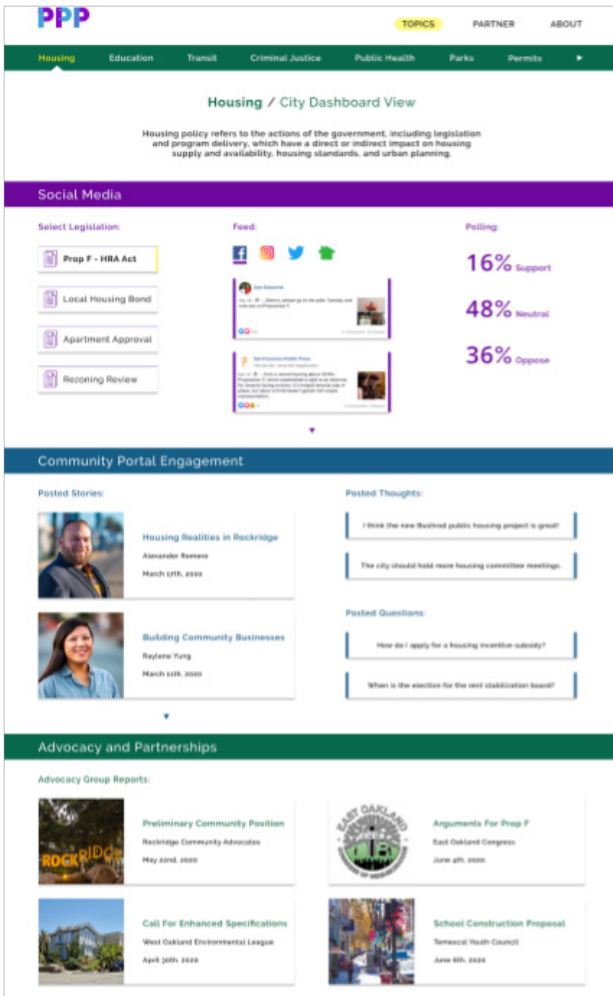 PPP
TOPICS PARTNER ABOUT
Housing Education Transit Criminal Justice Public Health Parks Permits
Housing / City Dashboard View
Housing policy refers to the actions of the government, including legislation
and program delivery, which have a direct or indirect impact on housing
supply and availability, housing standards, and urban planning.
Social Media
Select Legislation:
Prop F - HRA Act
Local Housing Bond
Apartment Approval
Rezoning Review
Feed:
San Francisco Public Press
Polling:
16% Support
48% Neutral
36% Oppose
Community Portal Engagement
Posted Stories:
Housing Realities in Rockridge
Alexander Romero
March 17th, 2020
Building Community Businesses
Raylene Yung
March 11th, 2020
Posted Thoughts:
I think the new Bushrod public housing project is great!
The city should hold more housing committee meetings.
Posted Questions:
How do I apply for a housing incentive subsidy?
When is the election for the rent stabilization board?
Advocacy and Partnerships
Advocacy Group Reports:
ROCKRIDGE
Preliminary Community Position
Rockridge Community Advocates
May 22nd, 2020
EAST OAKLAND
Arguments For Prop F
East Oakland Congress
June 4th, 2020
Call For Enhanced Specifications
West Oakland Environmental League
April 30th, 2020
School Construction Proposal
Temescal Youth Council
June 8th, 2020